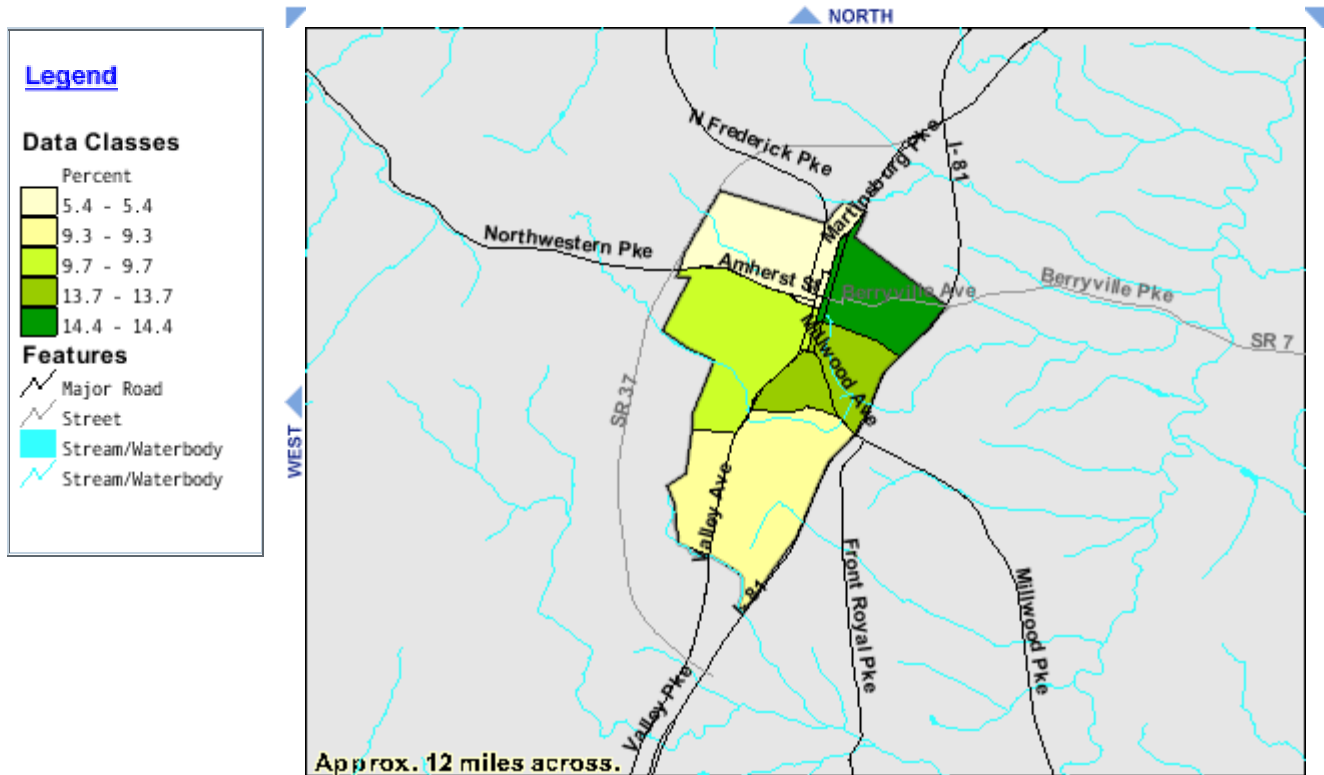 NORTH
Legend
Data Classes
Percent
5.4 - 5.4
9.3 - 9.3
9.7 - 9.7
13.7 - 13.7
14.4 - 14.4
Features
Major Road
Street
Stream/Waterbody
Stream/Waterbody
WEST
N Frederick Pke
Martinsburg Pke
I-81
Northwestern Pke
Amherst St
Berryville Ave
Berryville Pke
SR 7
Millwood Ave
SR 37
Valley Ave
I-81
Front Royal Pke
Millwood Pke
Valley Pke
Approx. 12 miles across.